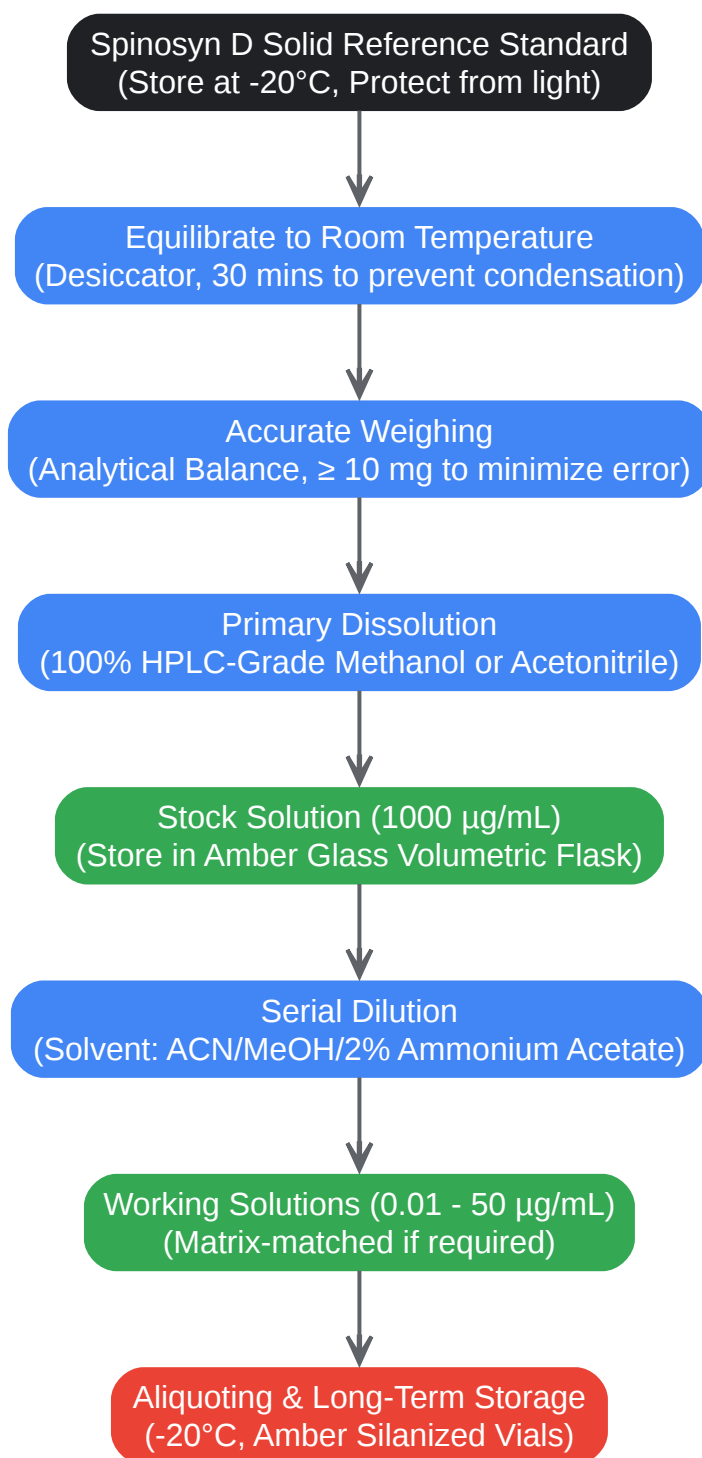 Spinosyn D Solid Reference Standard
(Store at -20°C, Protect from light)
Equilibrate to Room Temperature
(Desiccator, 30 mins to prevent condensation)
Accurate Weighing
(Analytical Balance, ≥ 10 mg to minimize error)
Primary Dissolution
(100% HPLC-Grade Methanol or Acetonitrile)
Stock Solution (1000 µg/mL)
(Store in Amber Glass Volumetric Flask)
Serial Dilution
(Solvent: ACN/MeOH/2% Ammonium Acetate)
Working Solutions (0.01 - 50 µg/mL)
(Matrix-matched if required)
Aliquoting & Long-Term Storage
(-20°C, Amber Silanized Vials)